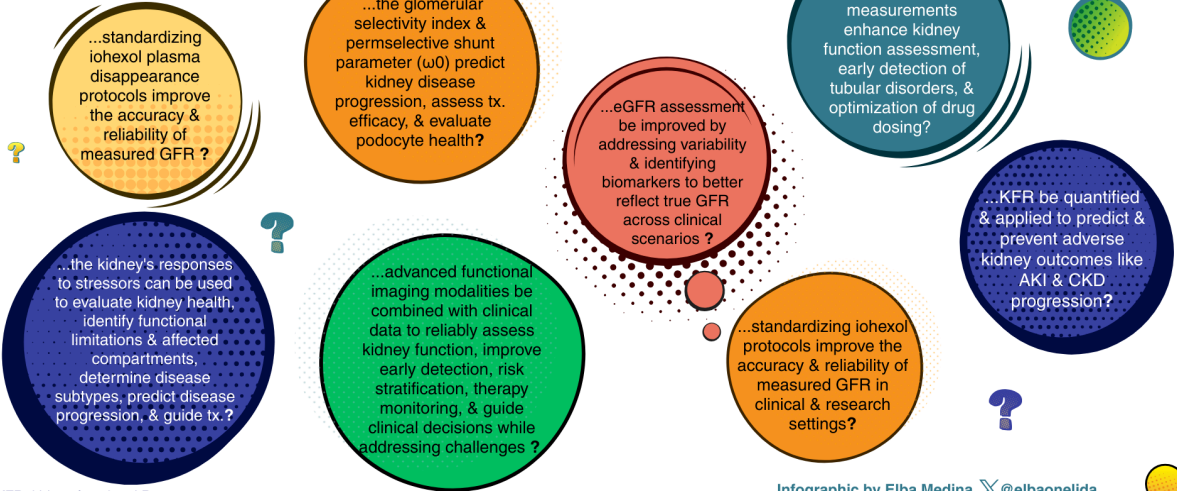 ...standardizing
iohexol plasma
disappearance
protocols improve
the accuracy &
reliability of
measured GFR ?
...the glomerular
selectivity index &
permselective shunt
parameter (ω0) predict
kidney disease
progression, assess tx.
efficacy, & evaluate
podocyte health?
...eGFR assessment
be improved by
addressing variability
& identifying
biomarkers to better
reflect true GFR
across clinical
scenarios ?
measurements
enhance kidney
function assessment,
early detection of
tubular disorders, &
optimization of drug
dosing?
...KFR be quantified
& applied to predict &
prevent adverse
kidney outcomes like
AKI & CKD
progression?
...the kidney's responses
to stressors can be used
to evaluate kidney health,
identify functional
limitations & affected
compartments,
determine disease
subtypes, predict disease
progression, & guide tx.?
...advanced functional
imaging modalities be
combined with clinical
data to reliably assess
kidney function, improve
early detection, risk
stratification, therapy
monitoring, & guide
clinical decisions while
addressing challenges ?
...standardizing iohexol
protocols improve the
accuracy & reliability of
measured GFR in
clinical & research
settings?
Infographic by Elba Medina X @elbaonelida